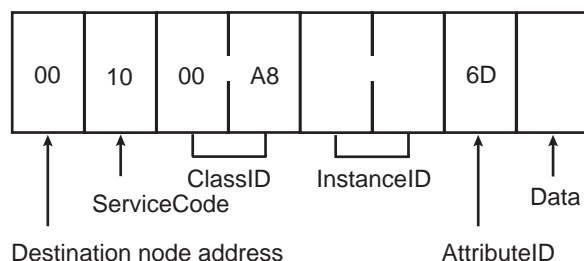 00 10 00 A8 6D
ClassID InstanceID
ServiceCode Data
Destination node address AttributeID